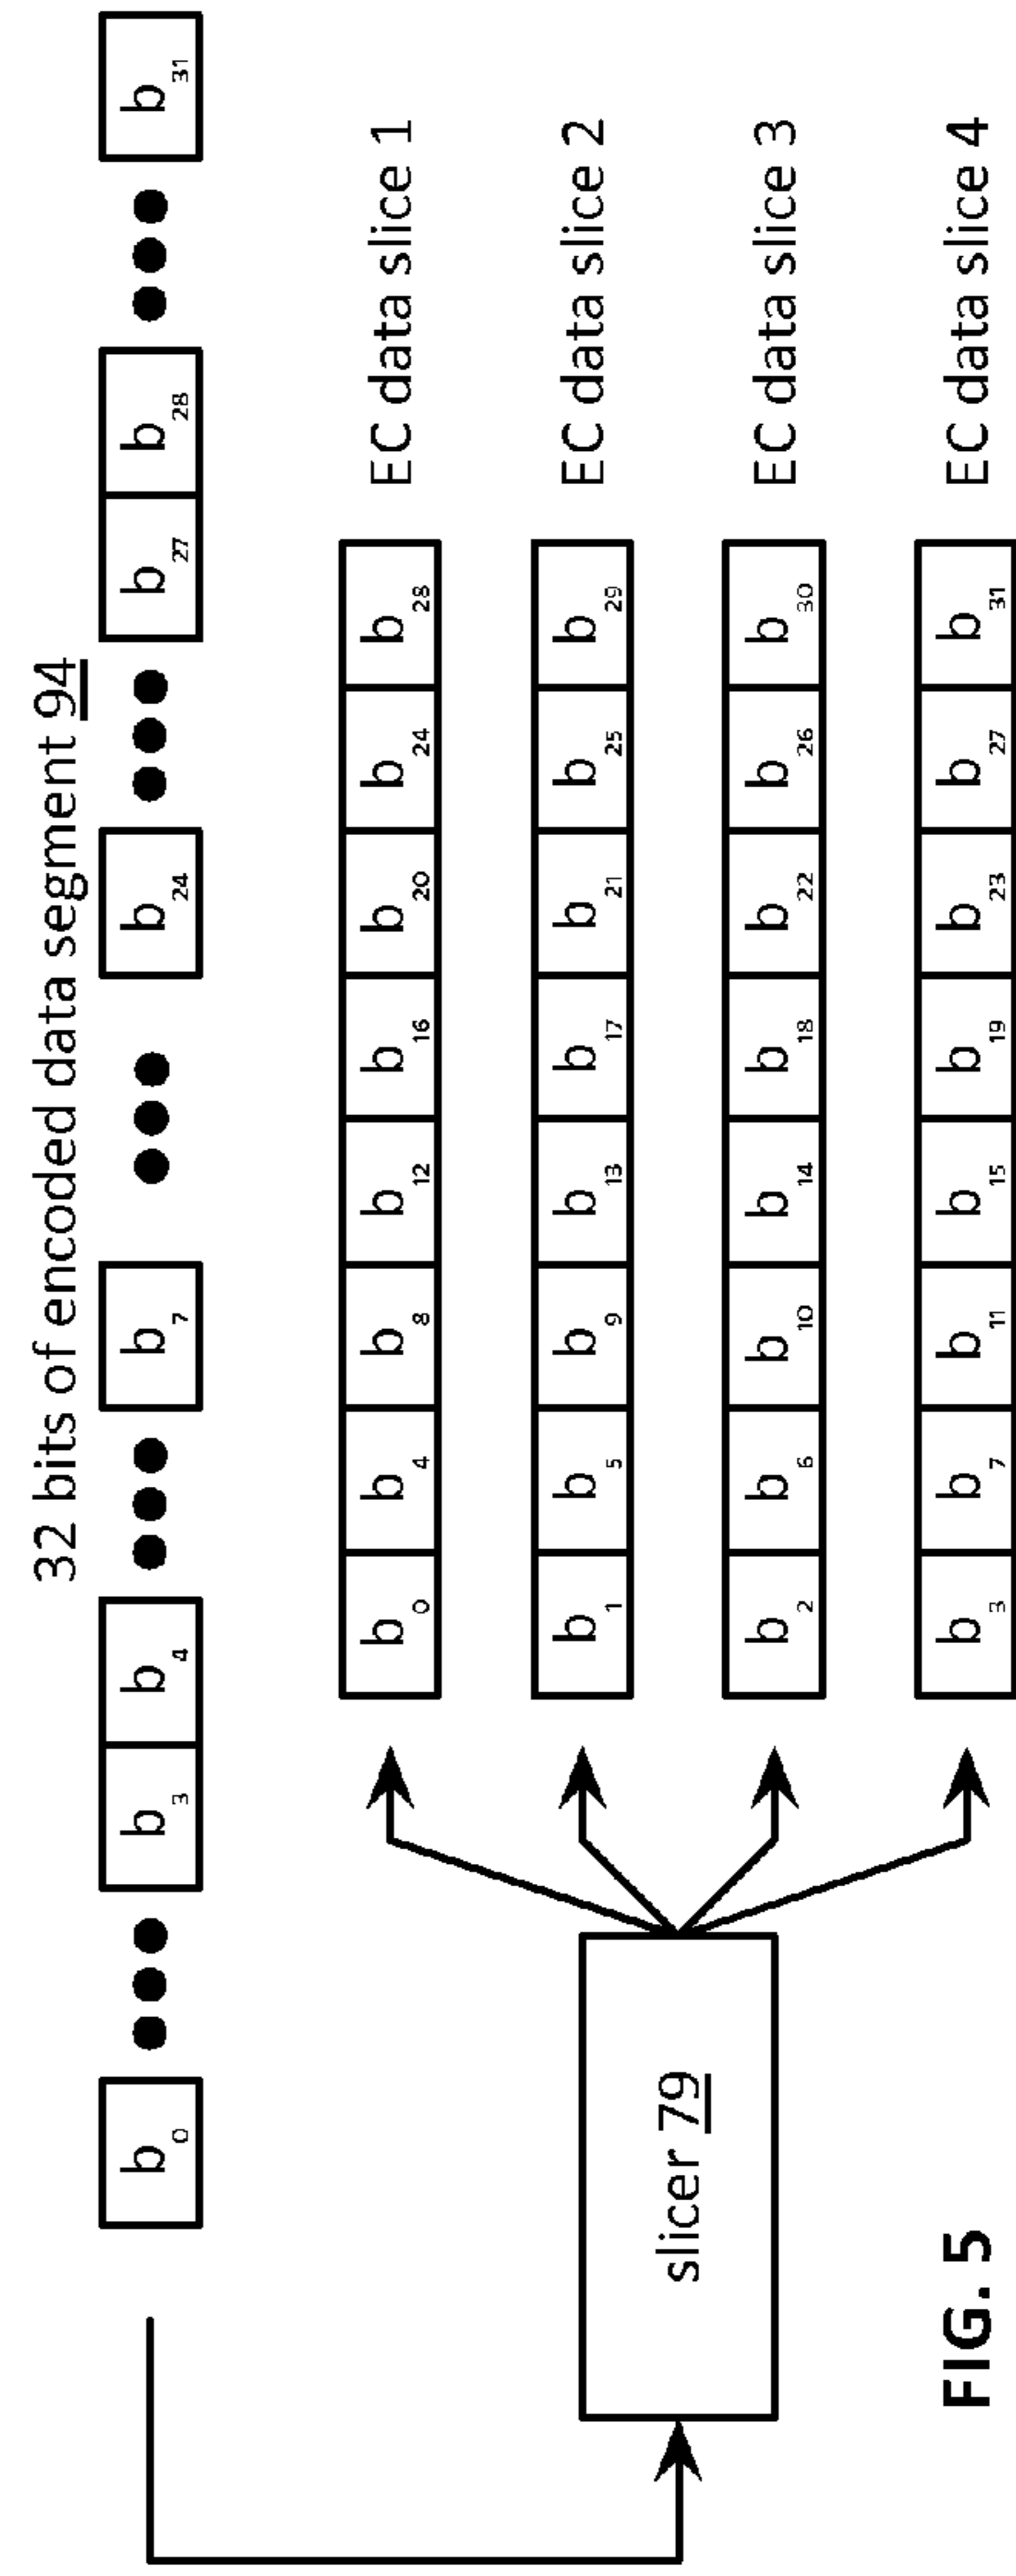 32 bits of encoded data segment 94
b0 ••• b3 b4 ••• b7 ••• b24 ••• b27 b28 ••• b31
b0 b4 b8 b12 b16 b20 b24 b28 EC data slice 1
b1 b5 b9 b13 b17 b21 b25 b29 EC data slice 2
slicer 79
b2 b6 b10 b14 b18 b22 b26 b30 EC data slice 3
b3 b7 b11 b15 b19 b23 b27 b31 EC data slice 4
FIG. 5